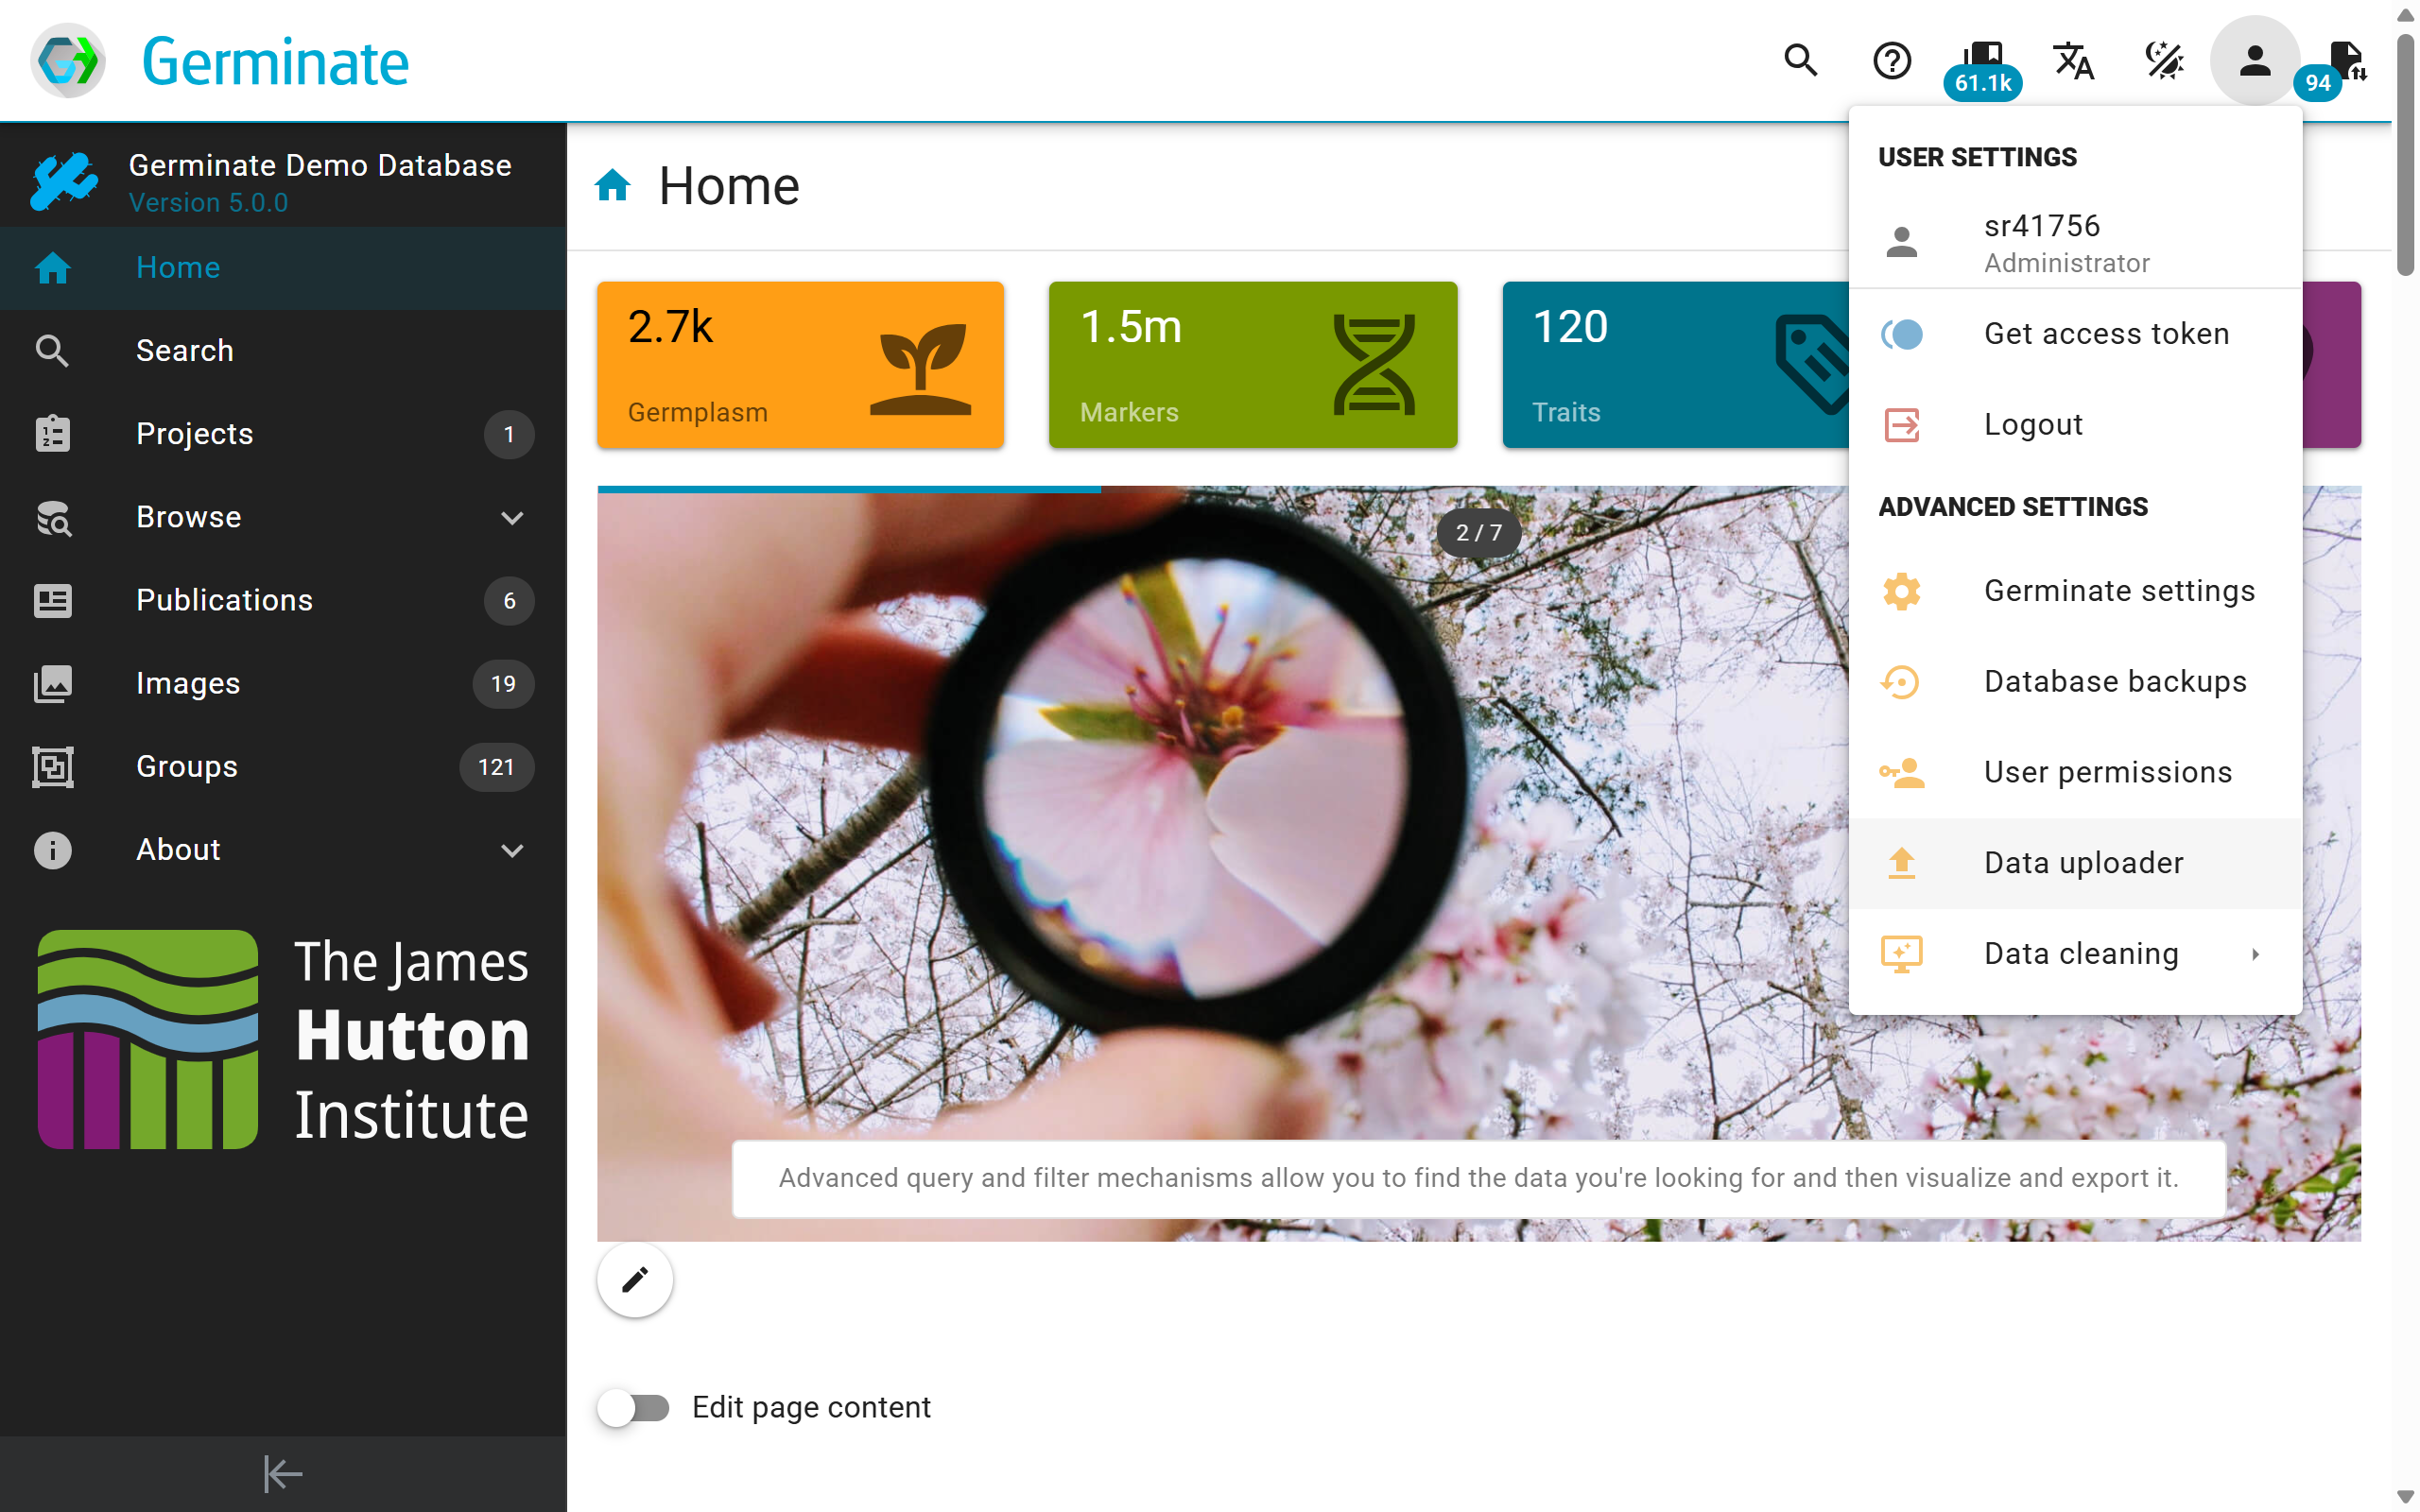 Germinate
61.1k
94
Germinate Demo Database
Version 5.0.0
Home
Search
Projects
1
Browse
Publications
6
Images
19
Groups
121
About
The James
Hutton
Institute
Home
2.7k
Germplasm
1.5m
Markers
120
Traits
2 / 7
Advanced query and filter mechanisms allow you to find the data you're looking for and then visualize and export it.
Edit page content
USER SETTINGS
sr41756
Administrator
Get access token
Logout
ADVANCED SETTINGS
Germinate settings
Database backups
User permissions
Data uploader
Data cleaning